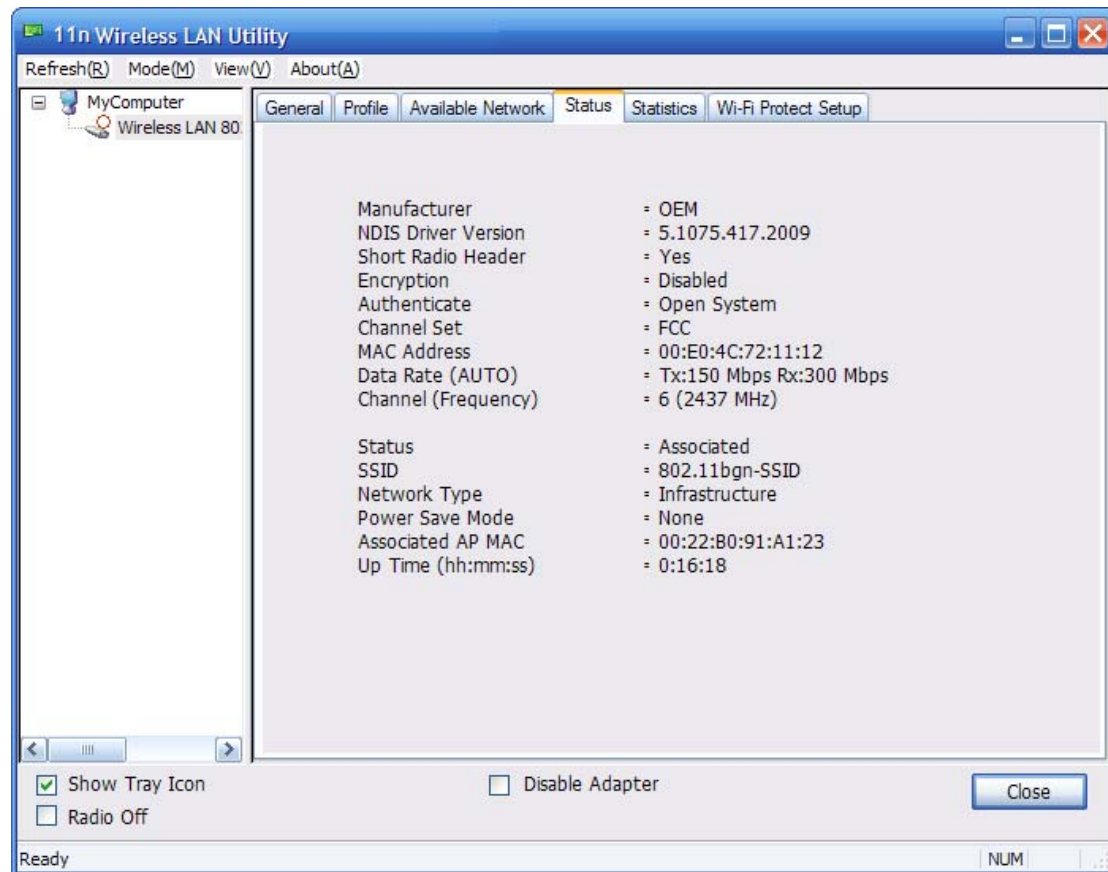 11n Wireless LAN Utility
Refresh(R) Mode(M) View(V) About(A)
MyComputer
Wireless LAN 80
General Profile Available Network Status Statistics Wi-Fi Protect Setup
Manufacturer = OEM
NDIS Driver Version = 5.1075.417.2009
Short Radio Header = Yes
Encryption = Disabled
Authenticate = Open System
Channel Set = FCC
MAC Address = 00:E0:4C:72:11:12
Data Rate (AUTO) = Tx:150 Mbps Rx:300 Mbps
Channel (Frequency) = 6 (2437 MHz)
Status = Associated
SSID = 802.11bgn-SSID
Network Type = Infrastructure
Power Save Mode = None
Associated AP MAC = 00:22:B0:91:A1:23
Up Time (hh:mm:ss) = 0:16:18
Show Tray Icon Disable Adapter
Radio Off
Close
Ready NUM